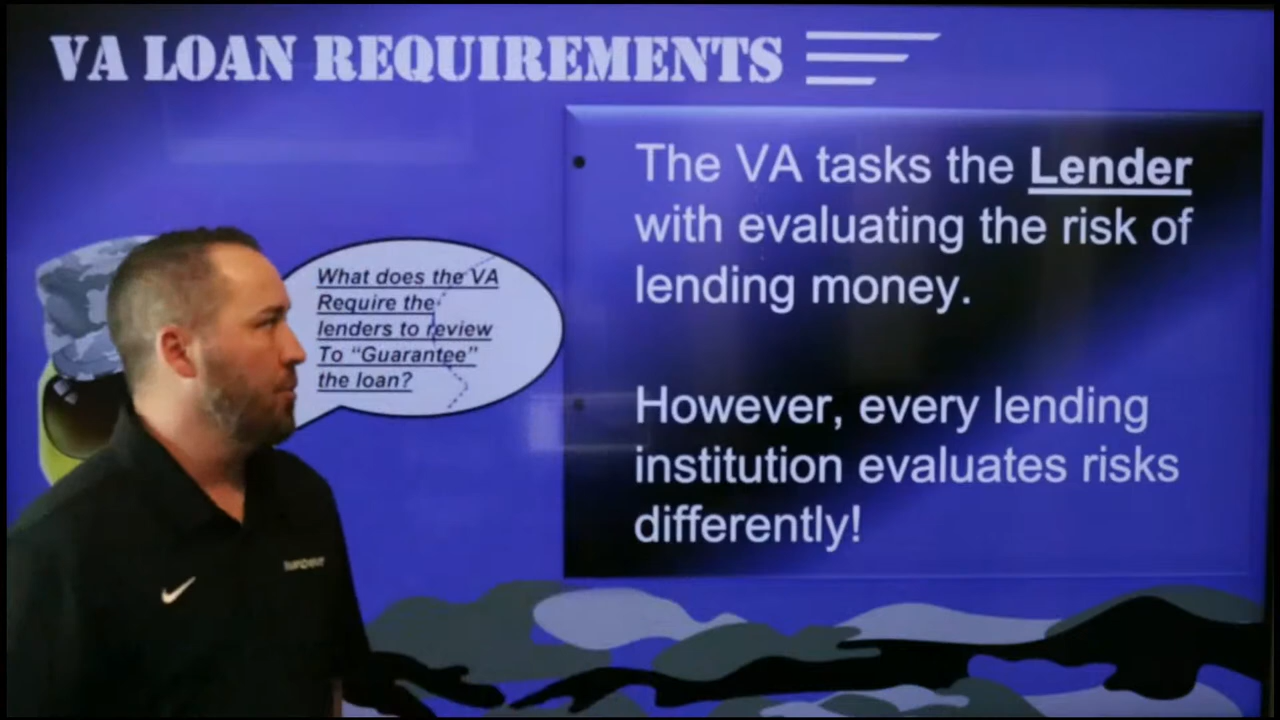 VA LOAN REQUIREMENTS
The VA tasks the Lender
with evaluating the risk of
lending money.
However, every lending
institution evaluates risks
differently!
What does the VA
Require the
lenders to review
To “Guarantee”
the loan?